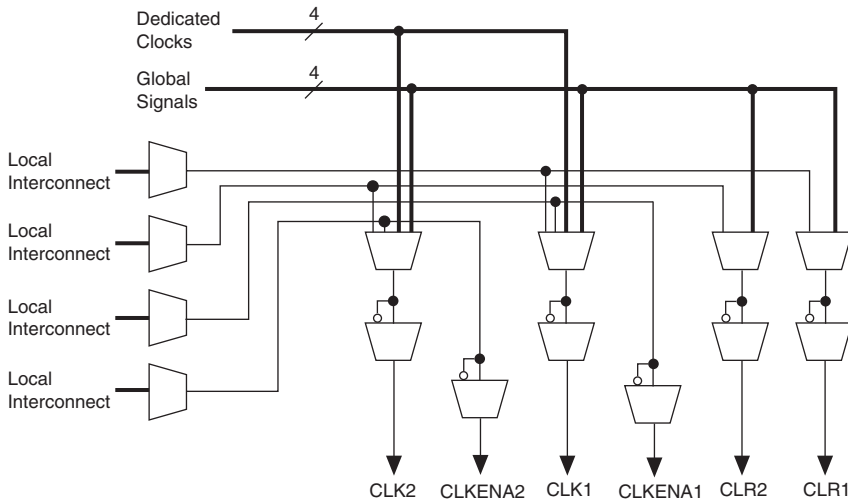 Dedicated
Clocks
4
Global
Signals
4
Local
Interconnect
Local
Interconnect
Local
Interconnect
Local
Interconnect
CLK2
CLKENA2
CLK1
CLKENA1
CLR2
CLR1